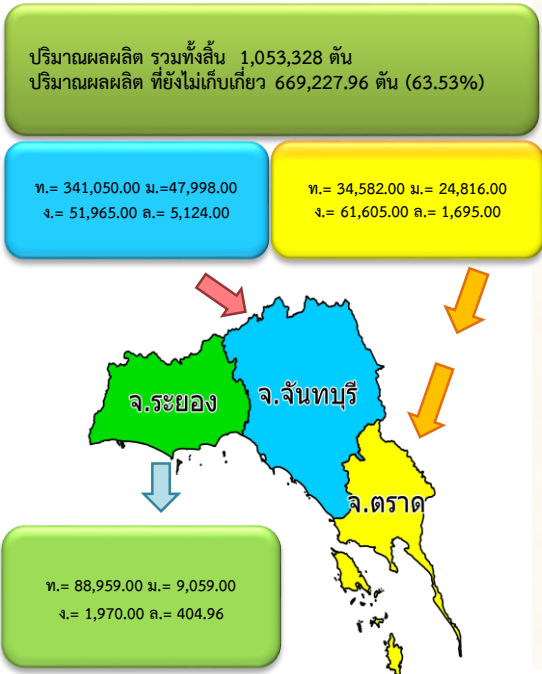 ปริมาณผลผลิต รวมทั้งสิ้น 1,053,328 ตัน
ปริมาณผลผลิต ที่ยังไม่เก็บเกี่ยว 669,227.96 ตัน (63.53%)
ท.= 341,050.00 ม.=47,998.00
ง.= 51,965.00 ล.= 5,124.00
ท.= 34,582.00 ม.= 24,816.00
ง.= 61,605.00 ล.= 1,695.00
จ.ระยอง
จ.จันทบุรี
จ.ตราด
ท.= 88,959.00 ม.= 9,059.00
ง.= 1,970.00 ล.= 404.96